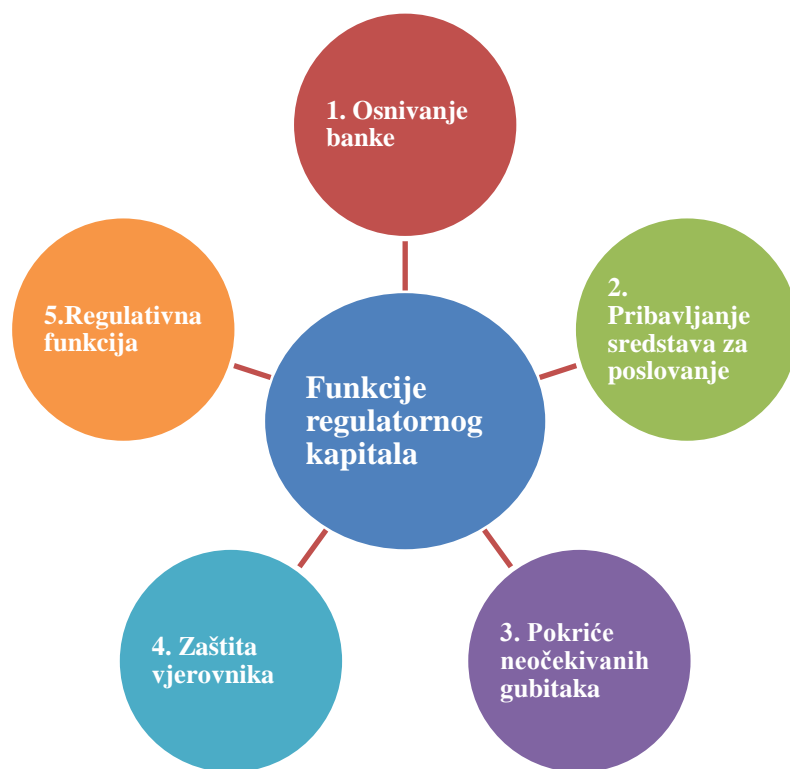 1. Osnivanje
banke
2.
Pribavljanje
sredstava za
poslovanje
3. Pokriće
neočekivanih
gubitaka
4. Zaštita
vjerovnika
5.Regulativna
funkcija
Funkcije
regulatornog
kapitala